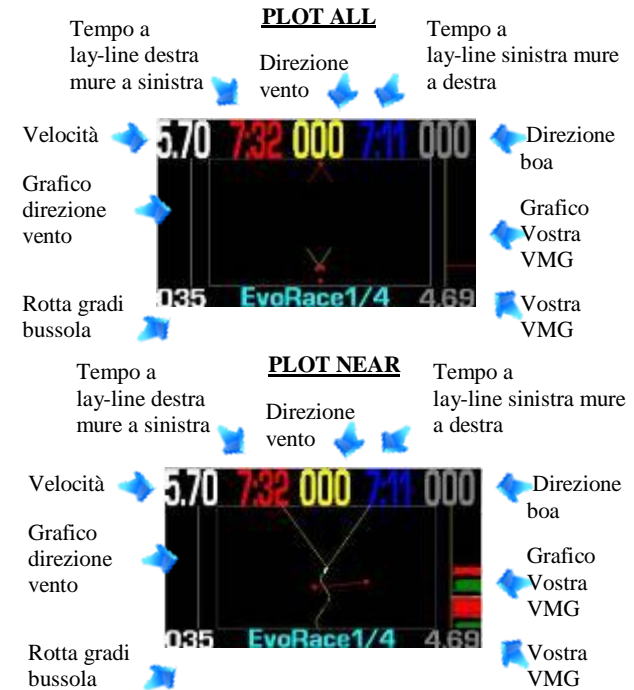 PLOT ALL
Tempo a
lay-line destra
mure a sinistra
Direzione
vento
Tempo a
lay-line sinistra mure
a destra
Velocità
5.70 7:32 000 7:11 000
Direzione
boa
Grafico
direzione
vento
Grafico
Vostra
VMG
Rotta gradi
bussola
035 EvoRace1/4 4.69
Vostra
VMG
PLOT NEAR
Tempo a
lay-line destra
mure a sinistra
Direzione
vento
Tempo a
lay-line sinistra mure
a destra
Velocità
5.70 7:32 000 7:11 000
Direzione
boa
Grafico
direzione
vento
Grafico
Vostra
VMG
Rotta gradi
bussola
035 EvoRace1/4 4.69
Vostra
VMG